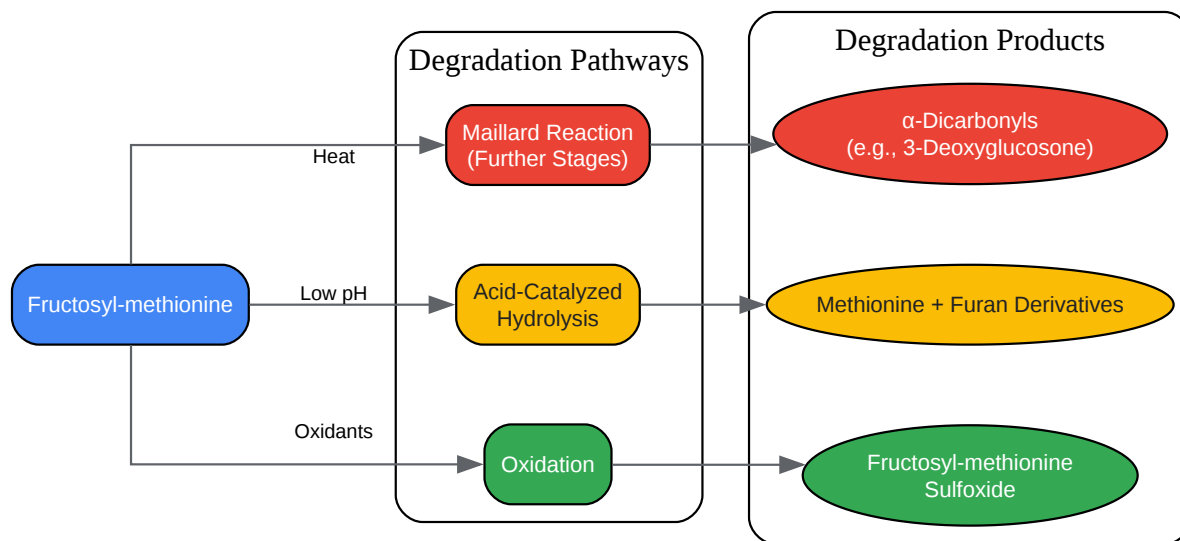 Degradation Pathways
Degradation Products
Maillard Reaction
(Further Stages)
α-Dicarbonyls
(e.g., 3-Deoxyglucosone)
Heat
Fructosyl-methionine
Low pH
Acid-Catalyzed
Hydrolysis
Methionine + Furan Derivatives
Oxidants
Oxidation
Fructosyl-methionine
Sulfoxide